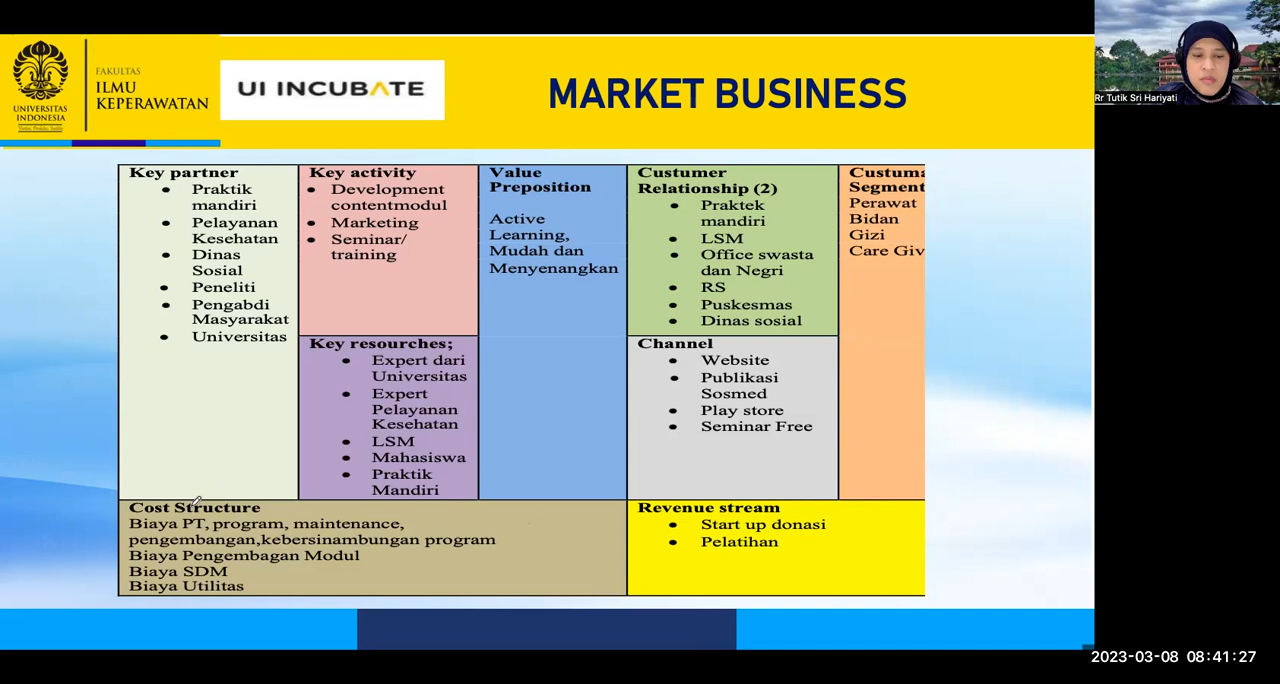 UNIVERSITAS
INDONESIA
FAKULTAS
ILMU
KEPERAWATAN
UI INCUBATE
MARKET BUSINESS
Rr Tutik Sri Hariyati
Key partner
• Praktik
mandiri
• Pelayanan
Kesehatan
• Dinas
Sosial
• Peneliti
• Pengabdi
Masyarakat
• Universitas
Key activity
• Development
contentmodul
• Marketing
• Seminar/
training
Key resourches;
• Expert dari
Universitas
• Expert
Pelayanan
Kesehatan
• LSM
• Mahasiswa
• Praktik
Mandiri
Value
Preposition
Active
Learning,
Mudah dan
Menyenangkan
Custumer
Relationship (2)
• Praktek
mandiri
• LSM
• Office swasta
dan Negri
• RS
• Puskesmas
• Dinas sosial
Channel
• Website
• Publikasi
Sosmed
• Play store
• Seminar Free
Custuma
Segment
Perawat
Bidan
Gizi
Care Giv
Cost Structure
Biaya PT, program, maintenance,
pengembangan,kebersinambungan program
Biaya Pengembagan Modul
Biaya SDM
Biaya Utilitas
Revenue stream
• Start up donasi
• Pelatihan
2023-03-08 08:41:27